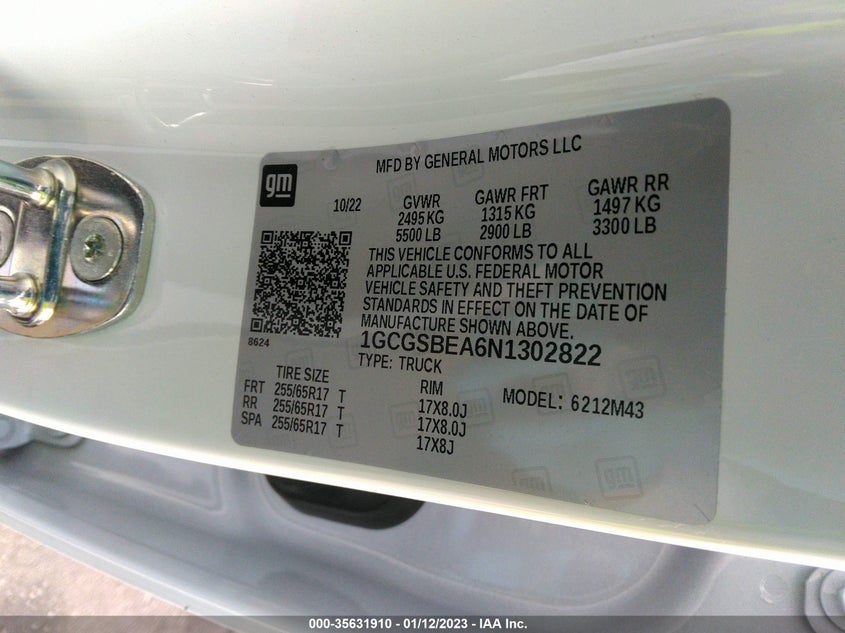 gm
MFD BY GENERAL MOTORS LLC
10/22
GVWR GAWR FRT GAWR RR
2495 KG 1315 KG 1497 KG
5500 LB 2900 LB 3300 LB
THIS VEHICLE CONFORMS TO ALL
APPLICABLE U.S. FEDERAL MOTOR
VEHICLE SAFETY AND THEFT PREVENTION
STANDARDS IN EFFECT ON THE DATE OF
MANUFACTURE SHOWN ABOVE.
8624
1GCGSBEA6N1302822
TYPE: TRUCK
TIRE SIZE RIM
FRT 255/65R17 T 17X8.0J
RR 255/65R17 T 17X8.0J
SPA 255/65R17 T 17X8J
MODEL: 6212M43
gm
gm
000-35631910 - 01/12/2023 - IAA Inc.